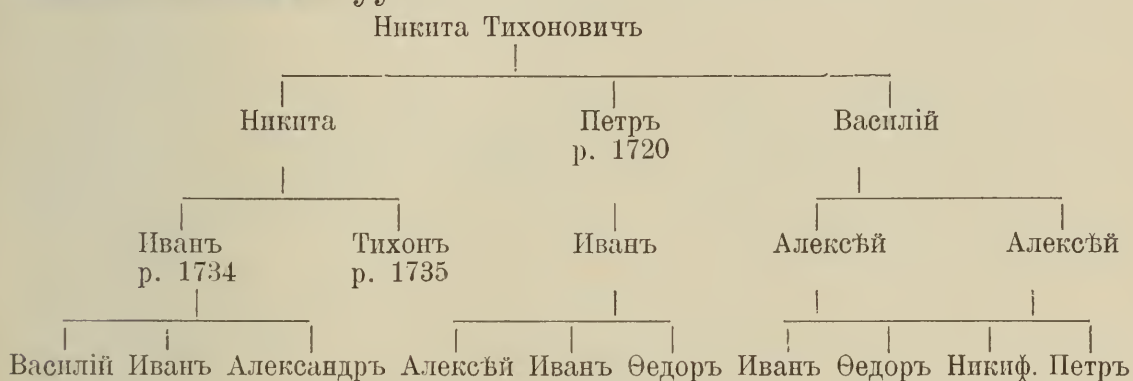 Никита Тихоновичъ
Никита Петръ Василій
р. 1720
Иванъ Тихонъ Иванъ Алексѣй Алексѣй
р. 1734 р. 1735
Василій Иванъ Александръ Алексѣй Иванъ Ѳедоръ Иванъ Ѳедоръ Никиф. Петръ